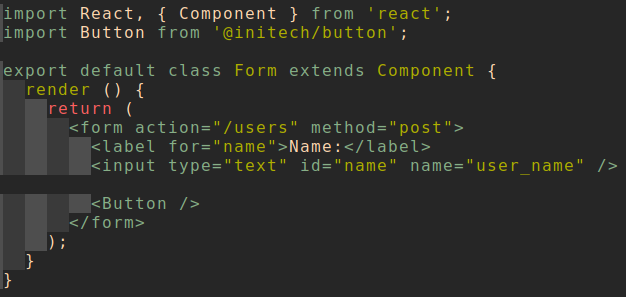 import React, { Component } from 'react';
import Button from '@initech/button';

export default class Form extends Component {
  render () {
    return (
      <form action="/users" method="post">
        <label for="name">Name:</label>
        <input type="text" id="name" name="user_name" />

        <Button />
      </form>
    );
  }
}